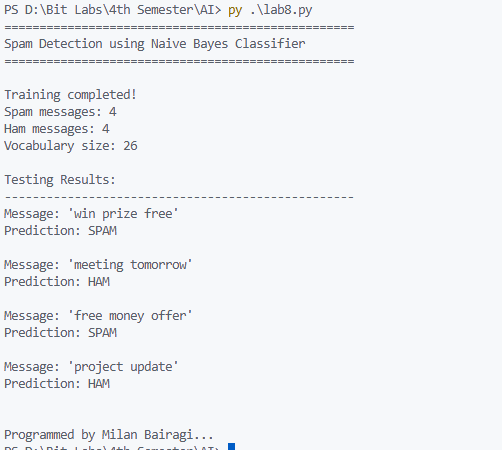 PS D:\Bit Labs\4th Semester\AI> py .\lab8.py
==================================================
Spam Detection using Naive Bayes Classifier
==================================================
Training completed!
Spam messages: 4
Ham messages: 4
Vocabulary size: 26
Testing Results:
--------------------------------------------------
Message: 'win prize free'
Prediction: SPAM
Message: 'meeting tomorrow'
Prediction: HAM
Message: 'free money offer'
Prediction: SPAM
Message: 'project update'
Prediction: HAM
Programmed by Milan Bairagi...
PS D:\Bit Labs\4th Semester\AI>